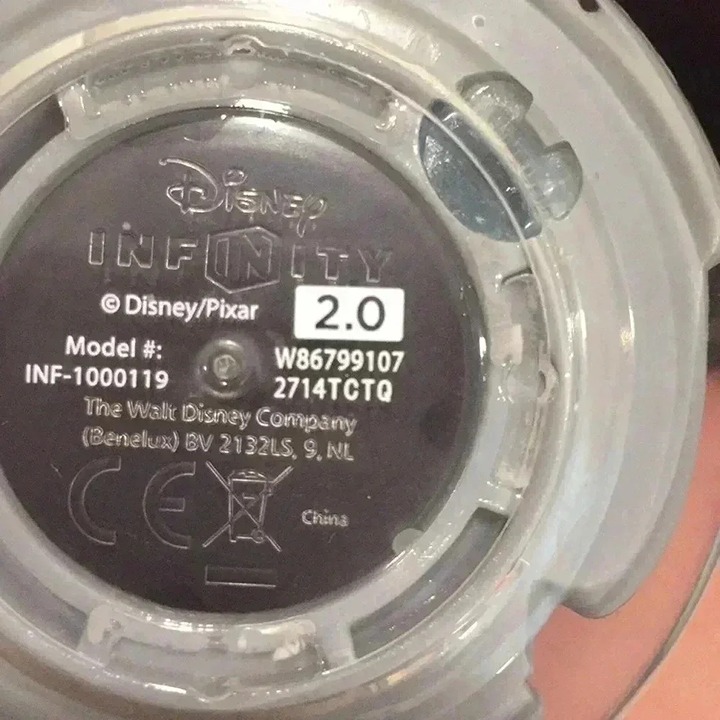 Disney
INFINITY
© Disney/Pixar
2.0
Model #:
INF-1000119
W86799107
2714TCTQ
The Walt Disney Company
(Benelux) BV 2132LS, 9, NL
CE
China